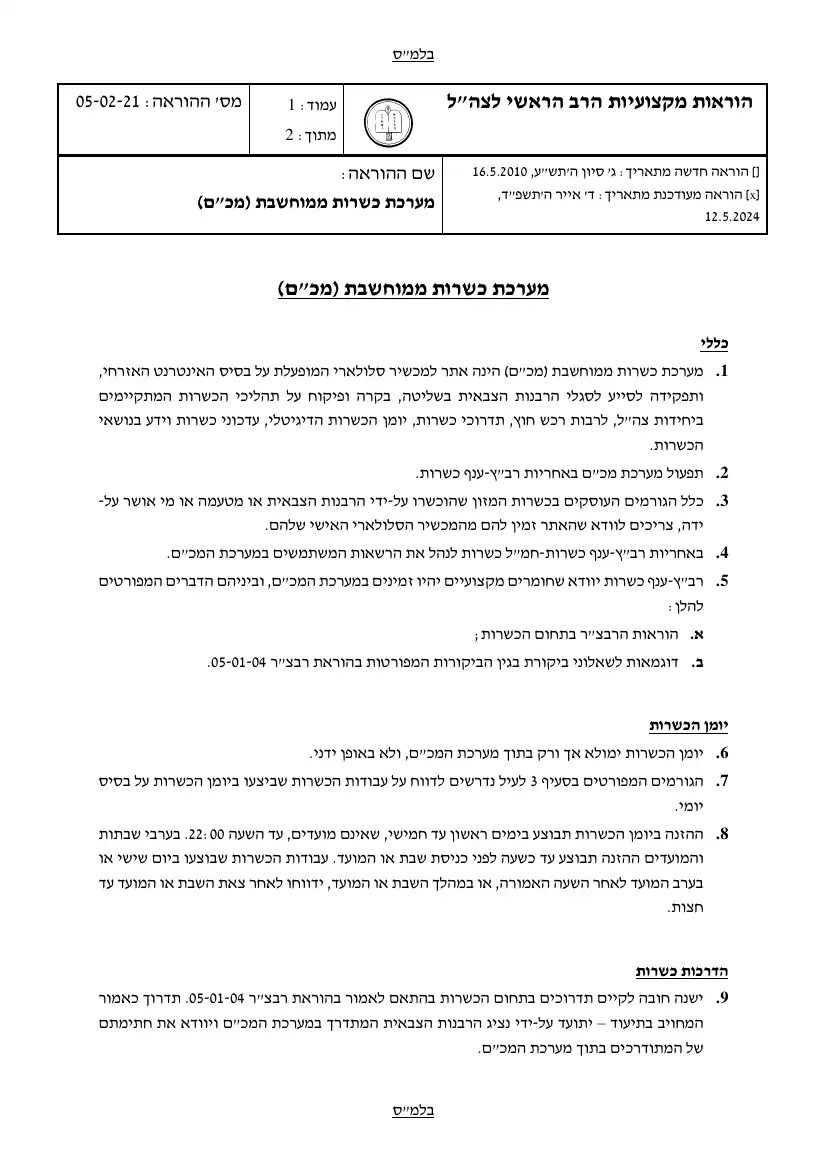 בלמ״ס
הוראות מקצועיות הרב הראשי לצה״ל
עמוד : 1
מתוך : 2
מס׳ ההוראה : 05-02-21
[] הוראה חדשה מתאריך : ג׳ סיון ה׳תש״ע, 16.5.2010
[x] הוראה מעודכנת מתאריך : ד׳ אייר ה׳תשפ״ד,
12.5.2024
שם ההוראה :
מערכת כשרות ממוחשבת (מכ״ם)
מערכת כשרות ממוחשבת (מכ״ם)
כללי
1. מערכת כשרות ממוחשבת (מכ״ם) הינה אתר למכשיר סלולארי המופעלת על בסיס האינטרנט האזרחי,
ותפקידה לסייע לסגלי הרבנות הצבאית בשליטה, בקרה ופיקוח על תהליכי הכשרות המתקיימים
ביחידות צה״ל, לרבות רכש חוץ, תדרוכי כשרות, יומן הכשרות הדיגיטלי, עדכוני כשרות וידע בנושאי
הכשרות.
2. תפעול מערכת מכ״ם באחריות רב״ץ-ענף כשרות.
3. כלל הגורמים העוסקים בכשרות המזון שהוכשרו על-ידי הרבנות הצבאית או מטעמה או מי אושר על-
ידה, צריכים לוודא שהאתר זמין להם מהמכשיר הסלולארי האישי שלהם.
4. באחריות רב״ץ-ענף כשרות-חמ״ל כשרות לנהל את הרשאות המשתמשים במערכת המכ״ם.
5. רב״ץ-ענף כשרות יוודא שחומרים מקצועיים יהיו זמינים במערכת המכ״ם, וביניהם הדברים המפורטים
להלן :
א. הוראות הרבצ״ר בתחום הכשרות;
ב. דוגמאות לשאלוני ביקורת בגין הביקורות המפורטות בהוראת רבצ״ר 05-01-04.
יומן הכשרות
6. יומן הכשרות ימולא אך ורק בתוך מערכת המכ״ם, ולא באופן ידני.
7. הגורמים המפורטים בסעיף 3 לעיל נדרשים לדווח על עבודות הכשרות שביצעו ביומן הכשרות על בסיס
יומי.
8. ההזנה ביומן הכשרות תבוצע בימים ראשון עד חמישי, שאינם מועדים, עד השעה 22:00. בערבי שבתות
והמועדים ההזנה תבוצע עד כשעה לפני כניסת שבת או המועד. עבודות הכשרות שבוצעו ביום שישי או
בערב המועד לאחר השעה האמורה, או במהלך השבת או המועד, ידווחו לאחר צאת השבת או המועד עד
חצות.
הדרכות כשרות
9. ישנה חובה לקיים תדרוכים בתחום הכשרות בהתאם לאמור בהוראת רבצ״ר 05-01-04. תדרוך כאמור
המחויב בתיעוד – יתועד על-ידי נציג הרבנות הצבאית המתדרך במערכת המכ״ם ויוודא את חתימתם
של המתודרכים בתוך מערכת המכ״ם.
בלמ״ס